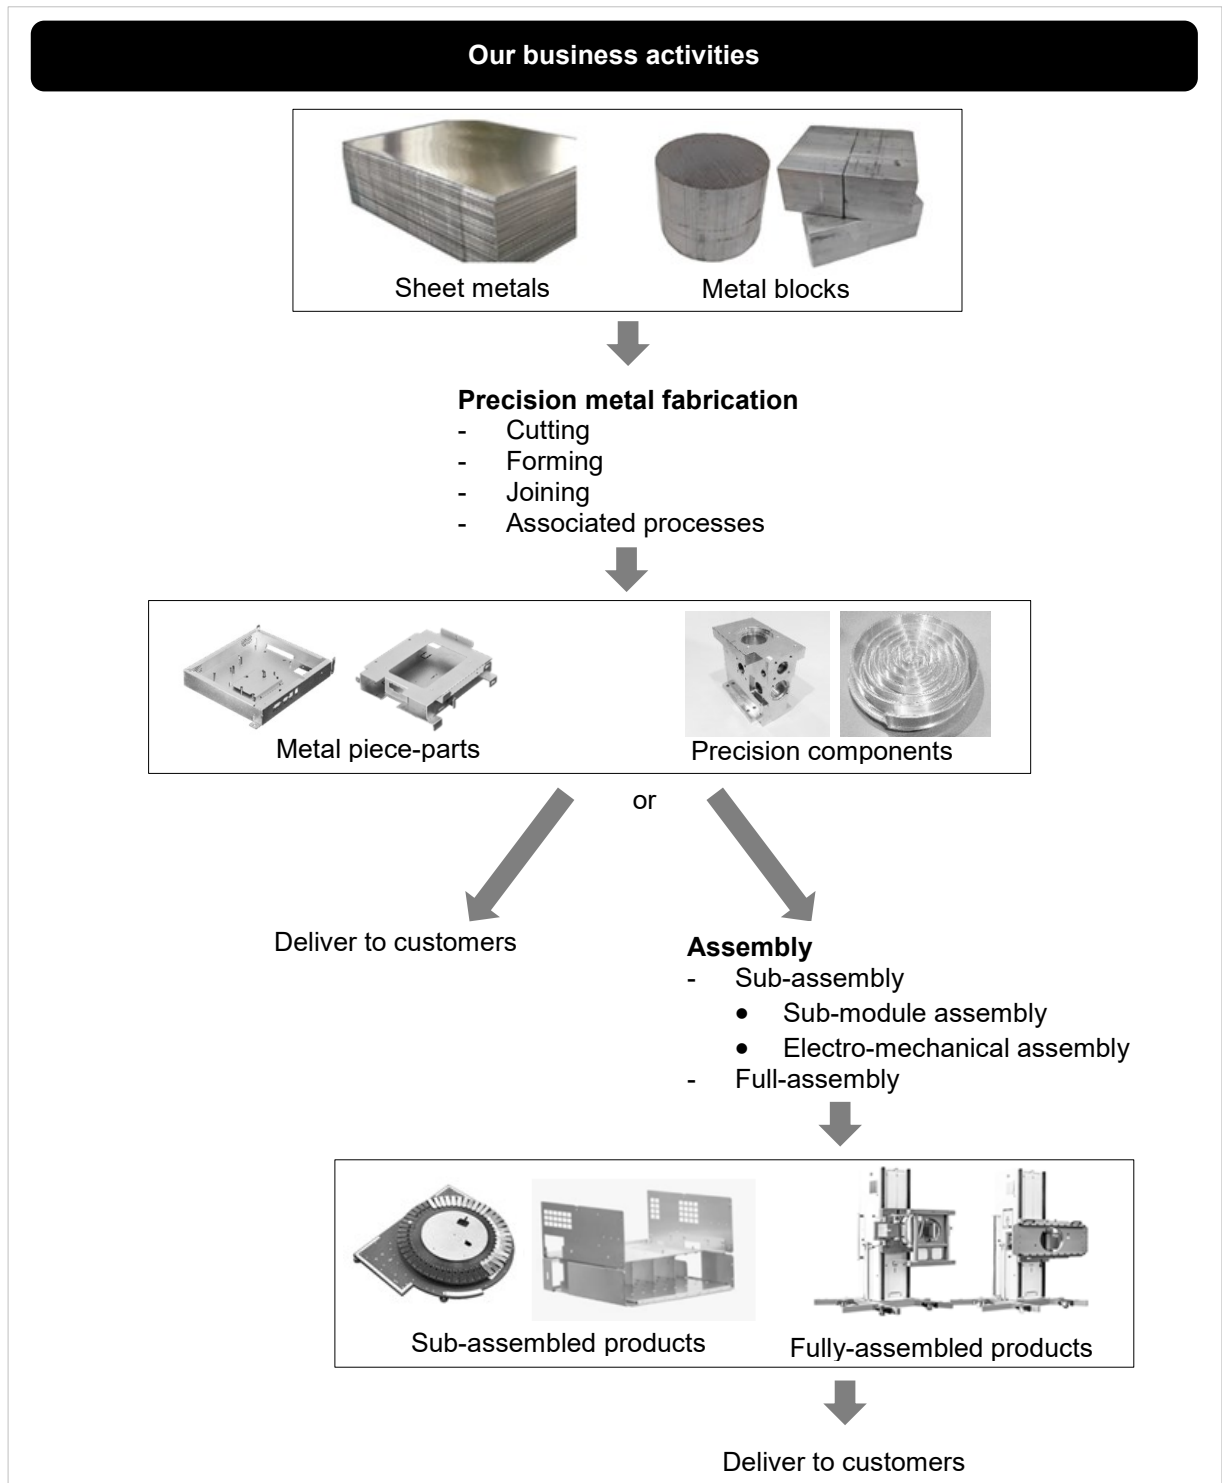 Our business activities
Sheet metals
Metal blocks
Precision metal fabrication
- Cutting
- Forming
- Joining
- Associated processes
Metal piece-parts
Precision components
or
Deliver to customers
Assembly
- Sub-assembly
• Sub-module assembly
• Electro-mechanical assembly
- Full-assembly
Sub-assembled products
Fully-assembled products
Deliver to customers